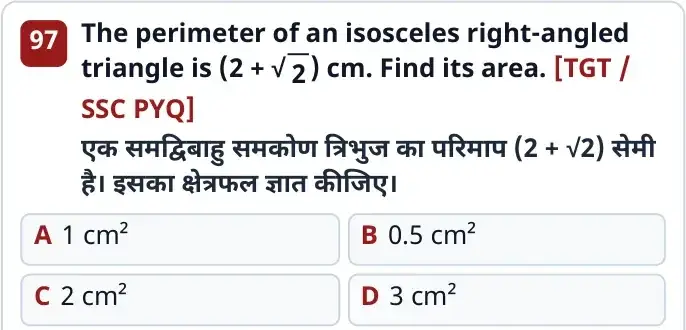 97 The perimeter of an isosceles right-angled
triangle is (2 + √2) cm. Find its area. [TGT /
SSC PYQ]
एक समद्विबाहु समकोण त्रिभुज का परिमाप (2 + √2) सेमी
है। इसका क्षेत्रफल ज्ञात कीजिए।
A 1 cm² B 0.5 cm²
C 2 cm² D 3 cm²